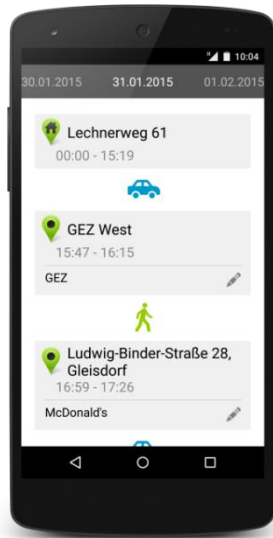 10:04
30.01.2015 31.01.2015 01.02.2015
Lechnerweg 61
00:00 - 15:19
GEZ West
15:47 - 16:15
GEZ
Ludwig-Binder-Straße 28,
Gleisdorf
16:59 - 17:26
McDonald's